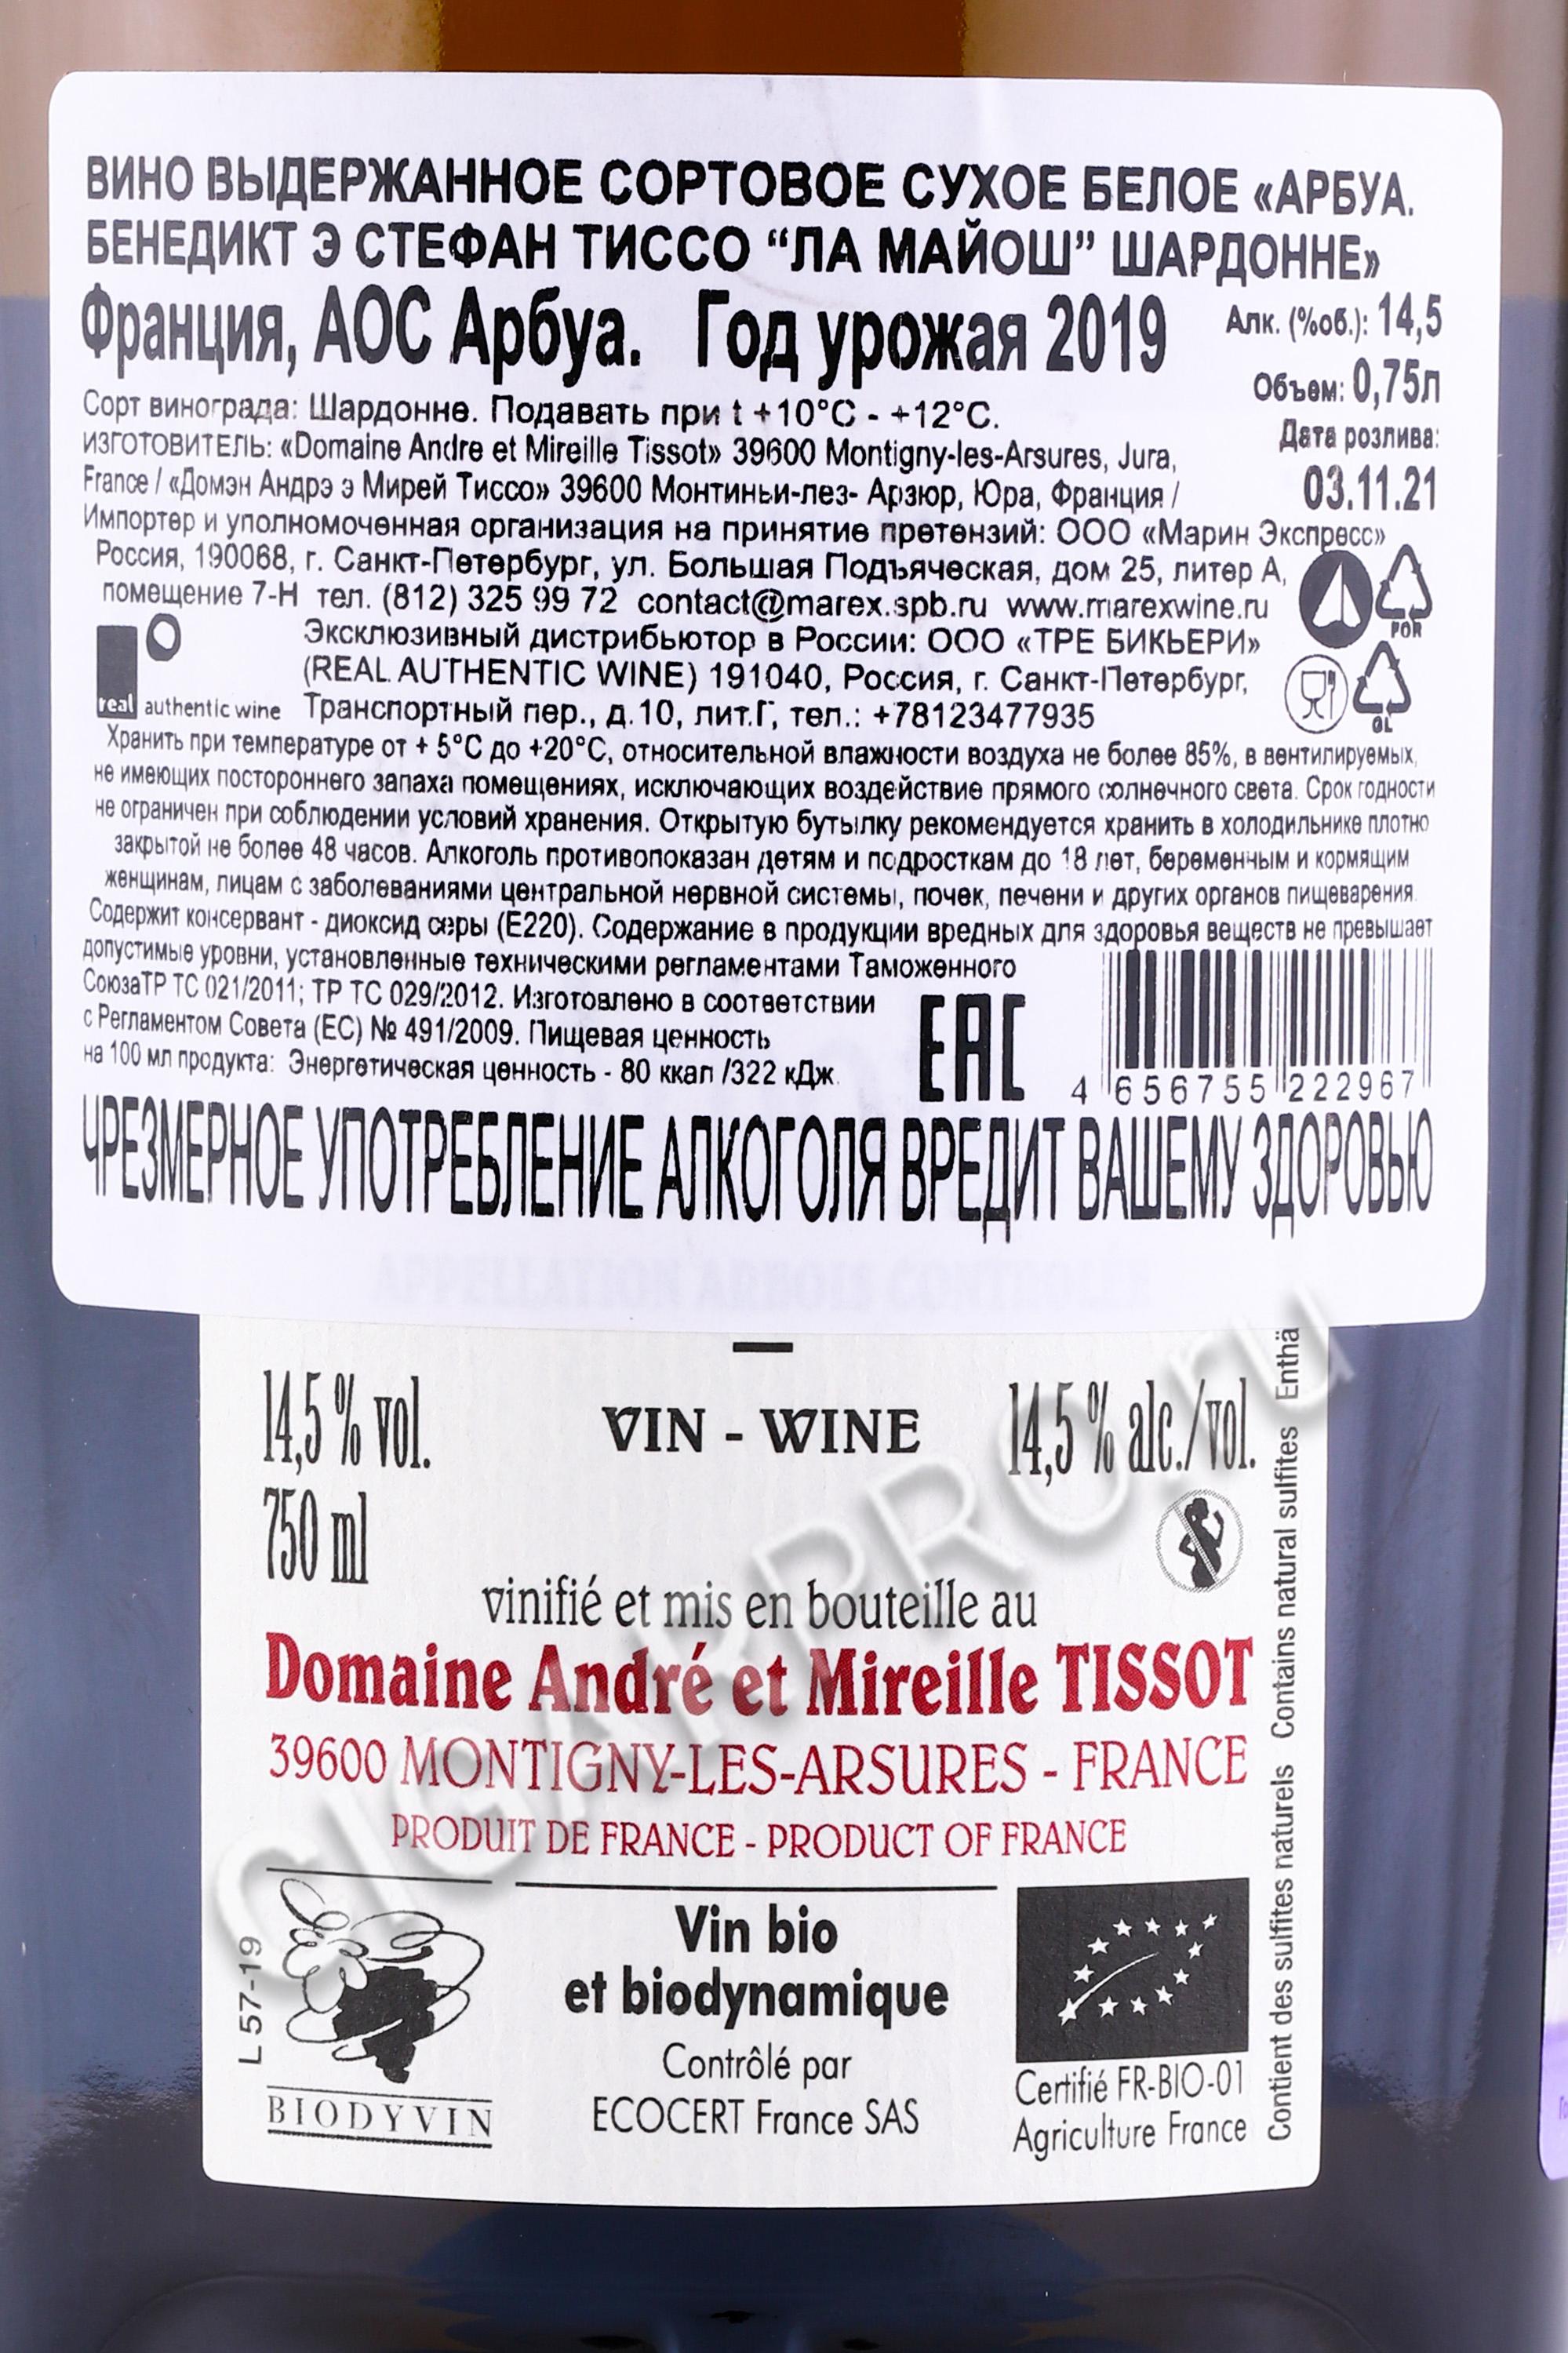 ВИНО ВЫДЕРЖАННОЕ СОРТОВОЕ СУХОЕ БЕЛОЕ «АРБУА.
БЕНЕДИКТ Э СТЕФАН ТИССО “ЛА МАЙОШ” ШАРДОННЕ»
Франция, АОС Арбуа. Год урожая 2019
Алк. (%об.): 14,5
Объем: 0,75л
Дата розлива:
03.11.21
Сорт винограда: Шардонне. Подавать при t +10°C - +12°C.
ИЗГОТОВИТЕЛЬ: «Domaine Andre et Mireille Tissot» 39600 Montigny-les-Arsures, Jura,
France / «Домэн Андрэ э Мирей Тиссо» 39600 Монтиньи-лез- Арзюр, Юра, Франция /
Импортер и уполномоченная организация на принятие претензий: ООО «Марин Экспресс»
Россия, 190068, г. Санкт-Петербург, ул. Большая Подъяческая, дом 25, литер А,
помещение 7-Н тел. (812) 325 99 72 contact@marex.spb.ru www.marexwine.ru
Эксклюзивный дистрибьютор в России: ООО «ТРЕ БИКЬЕРИ»
(REAL AUTHENTIC WINE) 191040, Россия, г. Санкт-Петербург,
real authentic wine Транспортный пер., д.10, лит.Г, тел.: +78123477935
POR
GL
Хранить при температуре от + 5°C до +20°C, относительной влажности воздуха не более 85%, в вентилируемых,
не имеющих постороннего запаха помещениях, исключающих воздействие прямого солнечного света. Срок годности
не ограничен при соблюдении условий хранения. Открытую бутылку рекомендуется хранить в холодильнике плотно
закрытой не более 48 часов. Алкоголь противопоказан детям и подросткам до 18 лет, беременным и кормящим
женщинам, лицам с заболеваниями центральной нервной системы, почек, печени и других органов пищеварения.
Содержит консервант - диоксид серы (Е220). Содержание в продукции вредных для здоровья веществ не превышает
допустимые уровни, установленные техническими регламентами Таможенного
СоюзаТР ТС 021/2011; ТР ТС 029/2012. Изготовлено в соответствии
с Регламентом Совета (ЕС) № 491/2009. Пищевая ценность
на 100 мл продукта: Энергетическая ценность - 80 ккал /322 кДж.
EAC
4 656755 222967
ЧРЕЗМЕРНОЕ УПОТРЕБЛЕНИЕ АЛКОГОЛЯ ВРЕДИТ ВАШЕМУ ЗДОРОВЬЮ
APPELLATION ARBOIS CONTRÔLÉE
14,5 % vol. VIN - WINE 14,5 % alc./vol.
750 ml
vinifié et mis en bouteille au
Domaine André et Mireille TISSOT
39600 MONTIGNY-LES-ARSURES - FRANCE
PRODUIT DE FRANCE - PRODUCT OF FRANCE
L 57-19
BIODYVIN
Vin bio
et biodynamique
Contrôlé par
ECOCERT France SAS
Certifié FR-BIO-01
Agriculture France
Contient des sulfites naturels Contains natural sulfites Enthä
CIGARPRO.ru